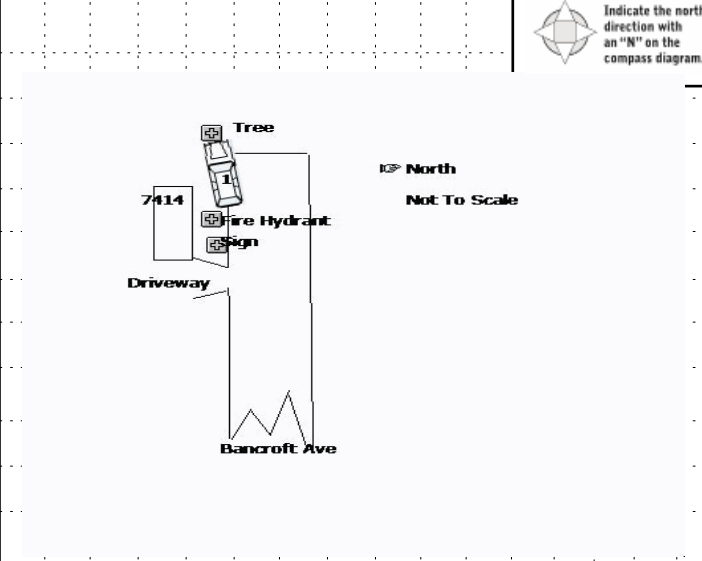 Indicate the north
direction with
an “N” on the
compass diagram.
Tree
☞ North
1
7414
Not To Scale
Fire Hydrant
Sign
Driveway
Bancroft Ave